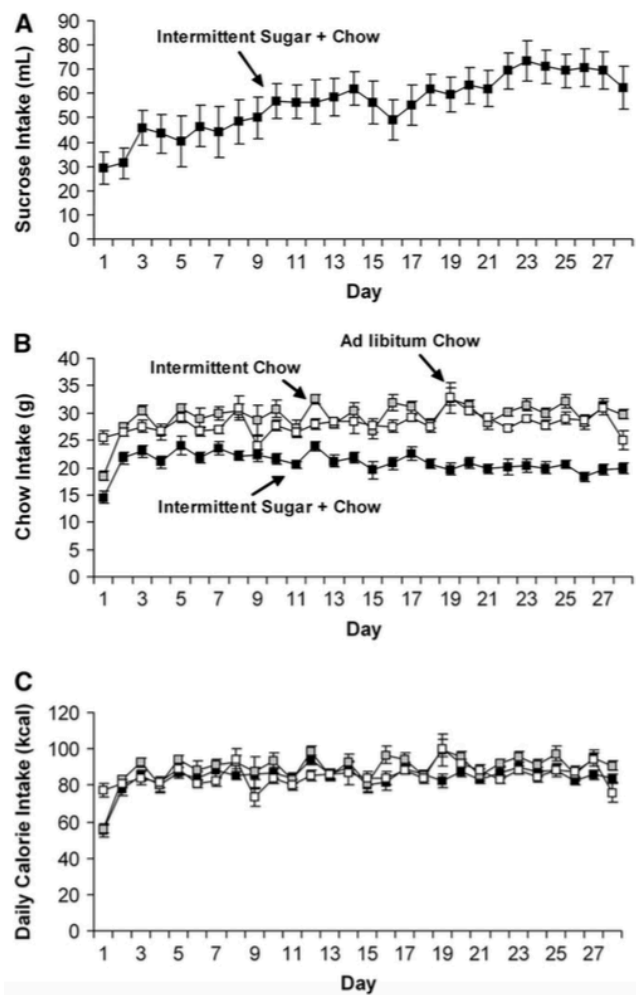 A
Sucrose Intake (mL)
90
80
70
60
50
40
30
20
10
0
Intermittent Sugar + Chow
1 3 5 7 9 11 13 15 17 19 21 23 25 27
Day
B
Chow Intake (g)
40
35
30
25
20
15
10
5
0
Ad libitum Chow
Intermittent Chow
Intermittent Sugar + Chow
1 3 5 7 9 11 13 15 17 19 21 23 25 27
Day
C
Daily Calorie Intake (kcal)
120
100
80
60
40
20
0
1 3 5 7 9 11 13 15 17 19 21 23 25 27
Day